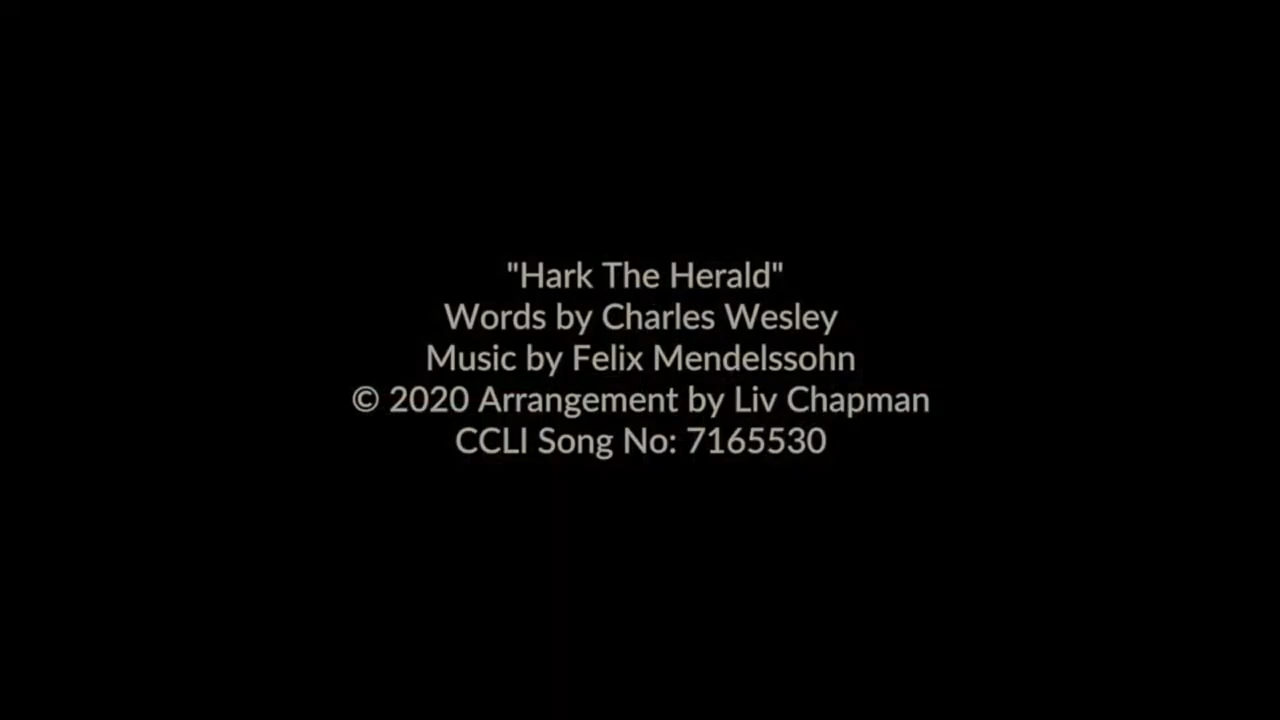 "Hark The Herald"
Words by Charles Wesley
Music by Felix Mendelssohn
© 2020 Arrangement by Liv Chapman
CCLI Song No: 7165530